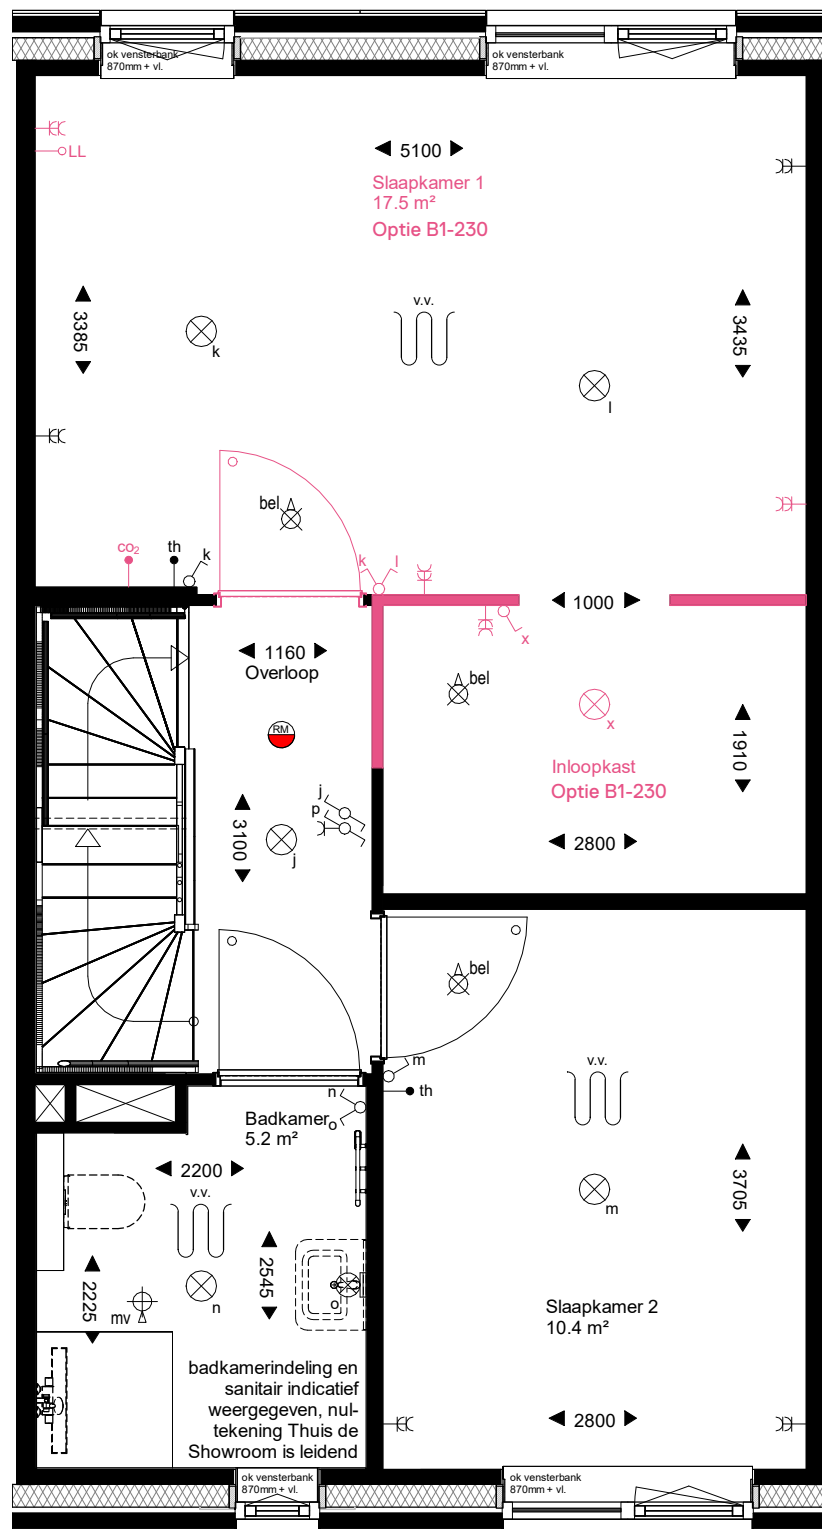 ok vensterbank
870mm + vl.
ok vensterbank
870mm + vl.
LL
5100
Slaapkamer 1
17.5 m²
Optie B1-230
3385
v.v.
3435
k
l
bel
co₂
th
k
k
l
1000
x
1160
Overloop
bel
RM
x
Inloopkast
Optie B1-230
1910
j
p
3100
j
2800
bel
m
th
v.v.
n
Badkamer
o
5.2 m²
2200
v.v.
3705
m
2545
2225
mv
n
o
Slaapkamer 2
10.4 m²
badkamerindeling en
sanitair indicatief
weergegeven, nul-
tekening Thuis de
Showroom is leidend
2800
ok vensterbank
870mm + vl.
ok vensterbank
870mm + vl.